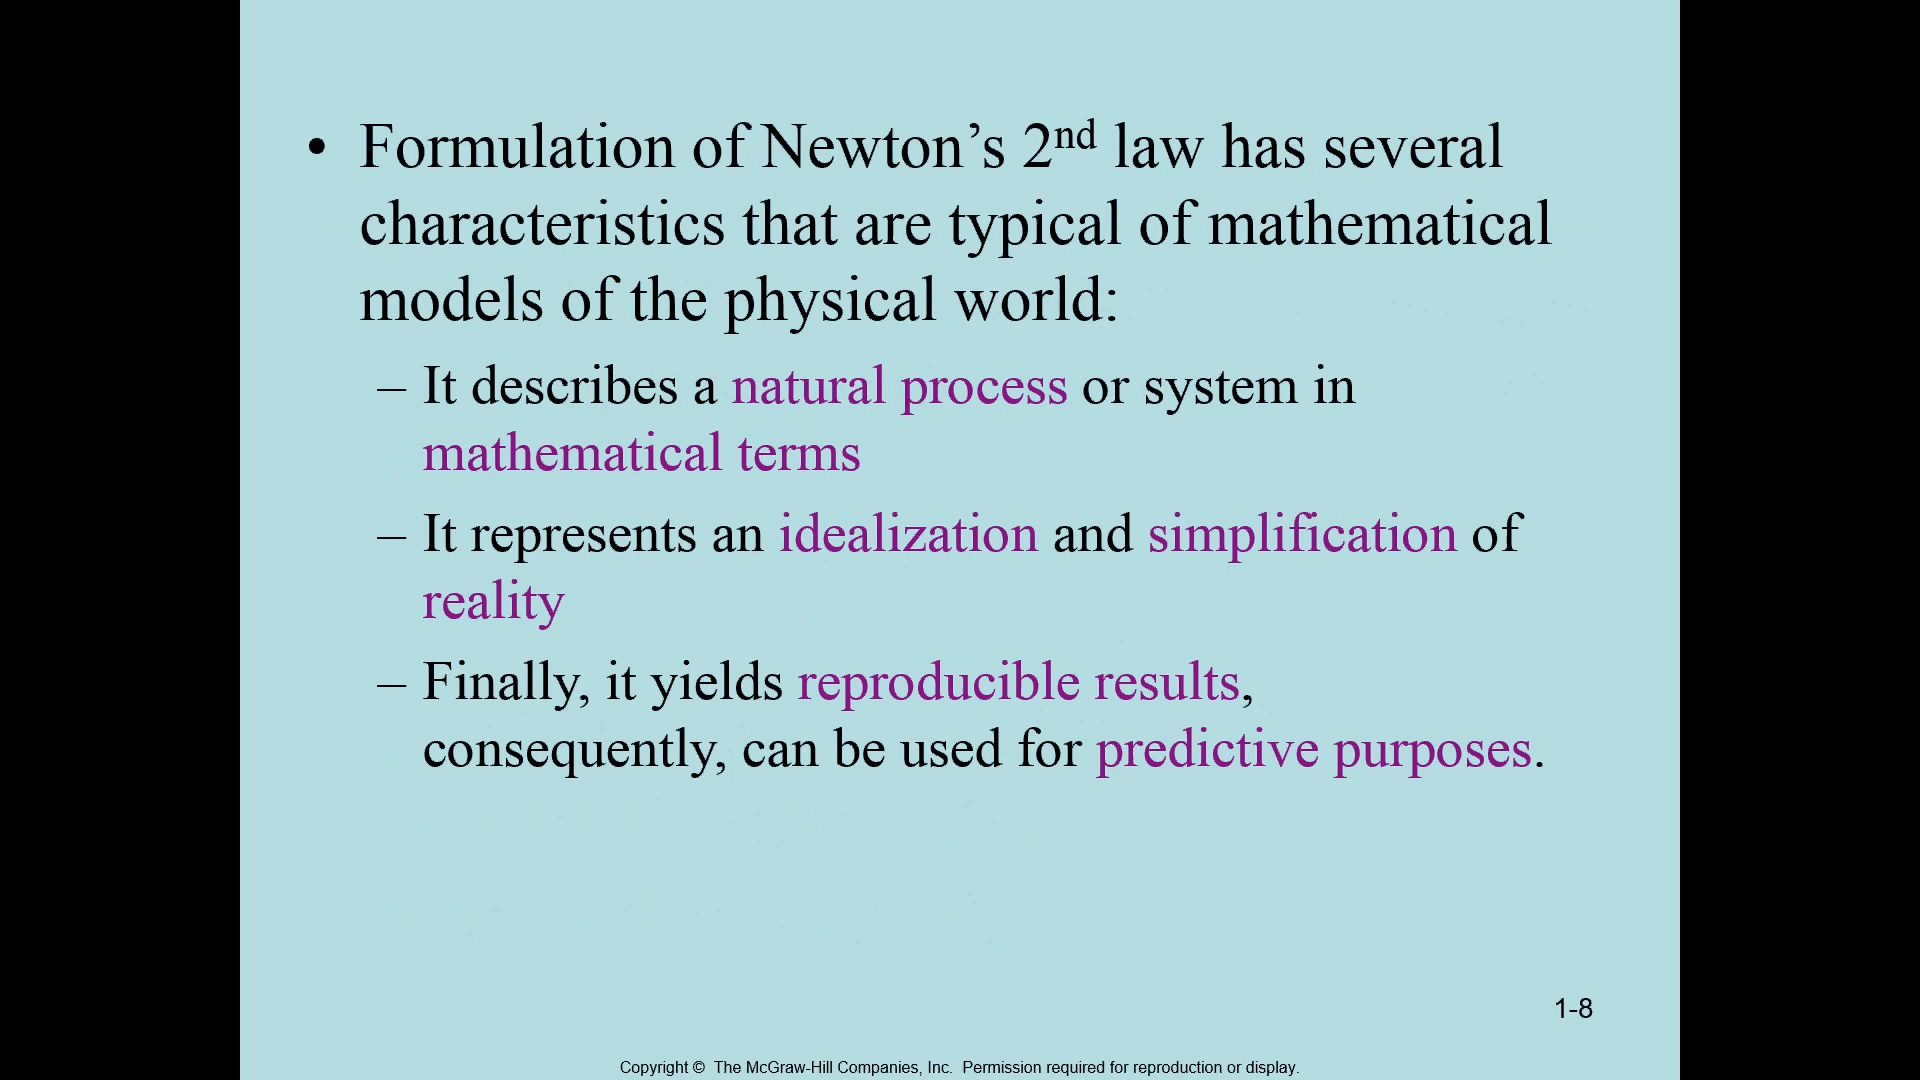 • Formulation of Newton’s 2nd law has several
characteristics that are typical of mathematical
models of the physical world:
– It describes a natural process or system in
mathematical terms
– It represents an idealization and simplification of
reality
– Finally, it yields reproducible results,
consequently, can be used for predictive purposes.
1-8
Copyright © The McGraw-Hill Companies, Inc. Permission required for reproduction or display.